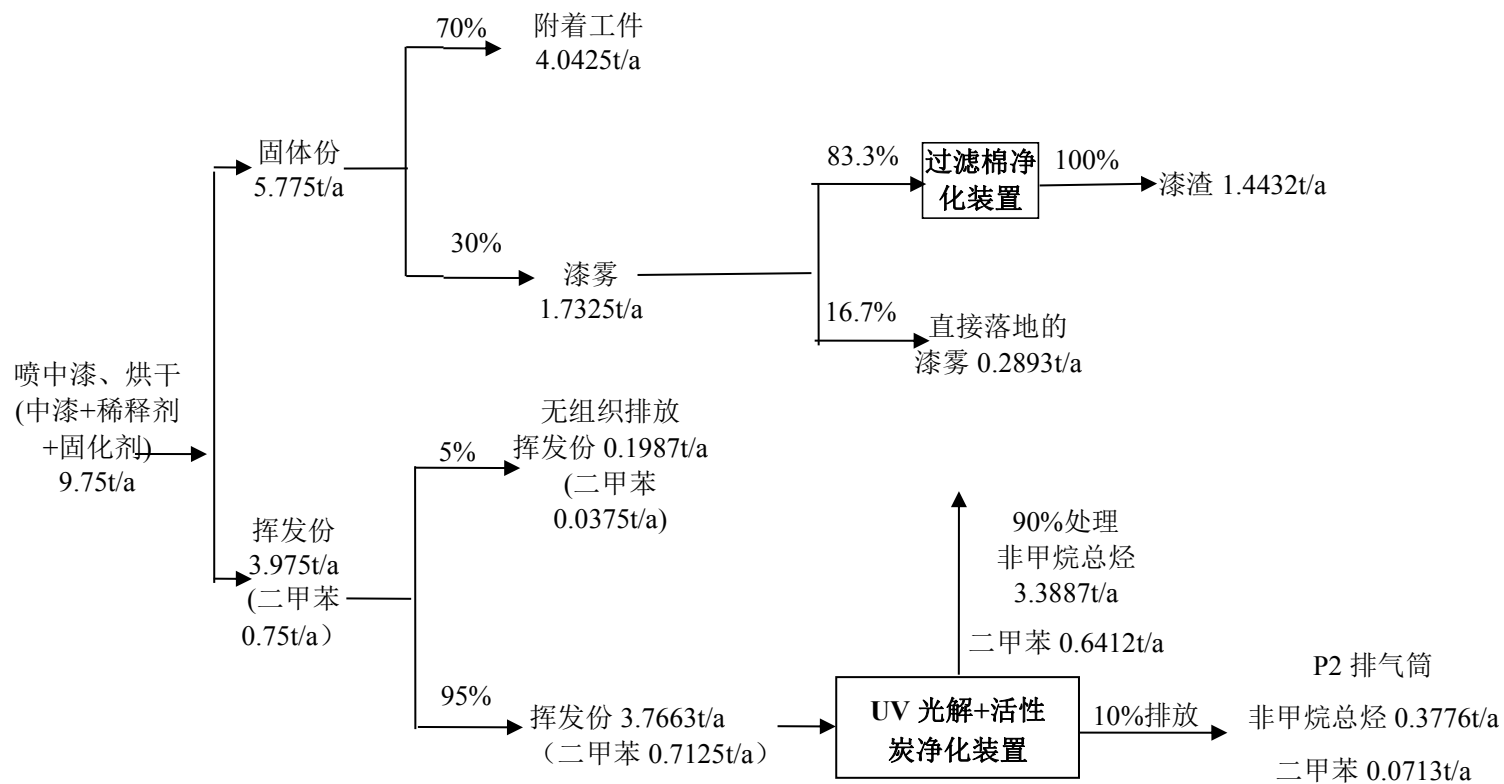 70%
附着工件
4.0425t/a
固体份
5.775t/a
83.3%
过滤棉净
化装置
100%
漆渣 1.4432t/a
30%
漆雾
1.7325t/a
16.7%
直接落地的
漆雾 0.2893t/a
喷中漆、烘干
(中漆+稀释剂
+固化剂)
9.75t/a
5%
无组织排放
挥发份 0.1987t/a
(二甲苯
0.0375t/a)
挥发份
3.975t/a
(二甲苯
0.75t/a）
90%处理
非甲烷总烃
3.3887t/a
二甲苯 0.6412t/a
95%
挥发份 3.7663t/a
（二甲苯 0.7125t/a）
UV 光解+活性
炭净化装置
10%排放
P2 排气筒
非甲烷总烃 0.3776t/a
二甲苯 0.0713t/a